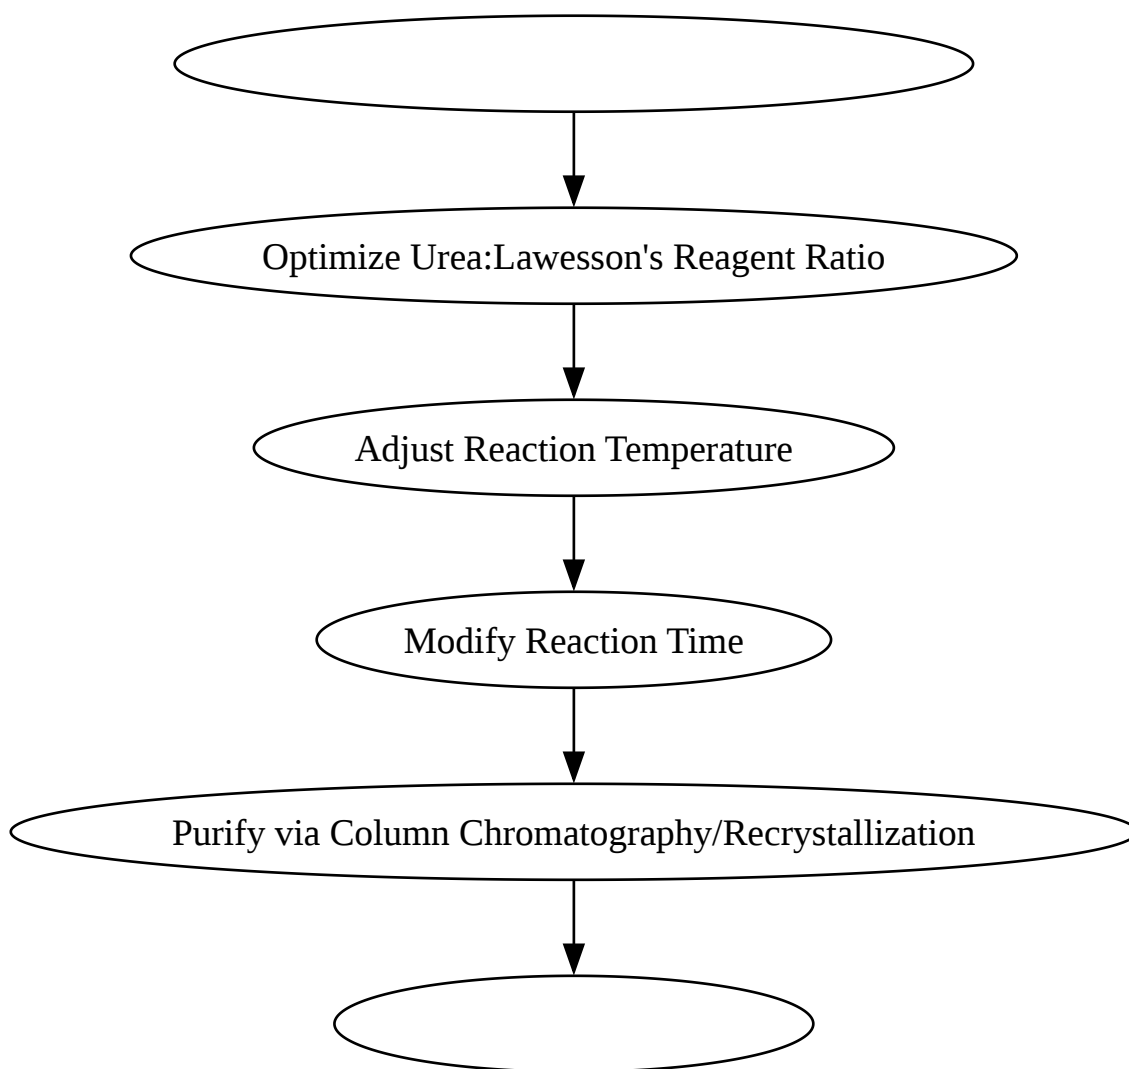 Optimize Urea:Lawesson's Reagent Ratio
Adjust Reaction Temperature
Modify Reaction Time
Purify via Column Chromatography/Recrystallization